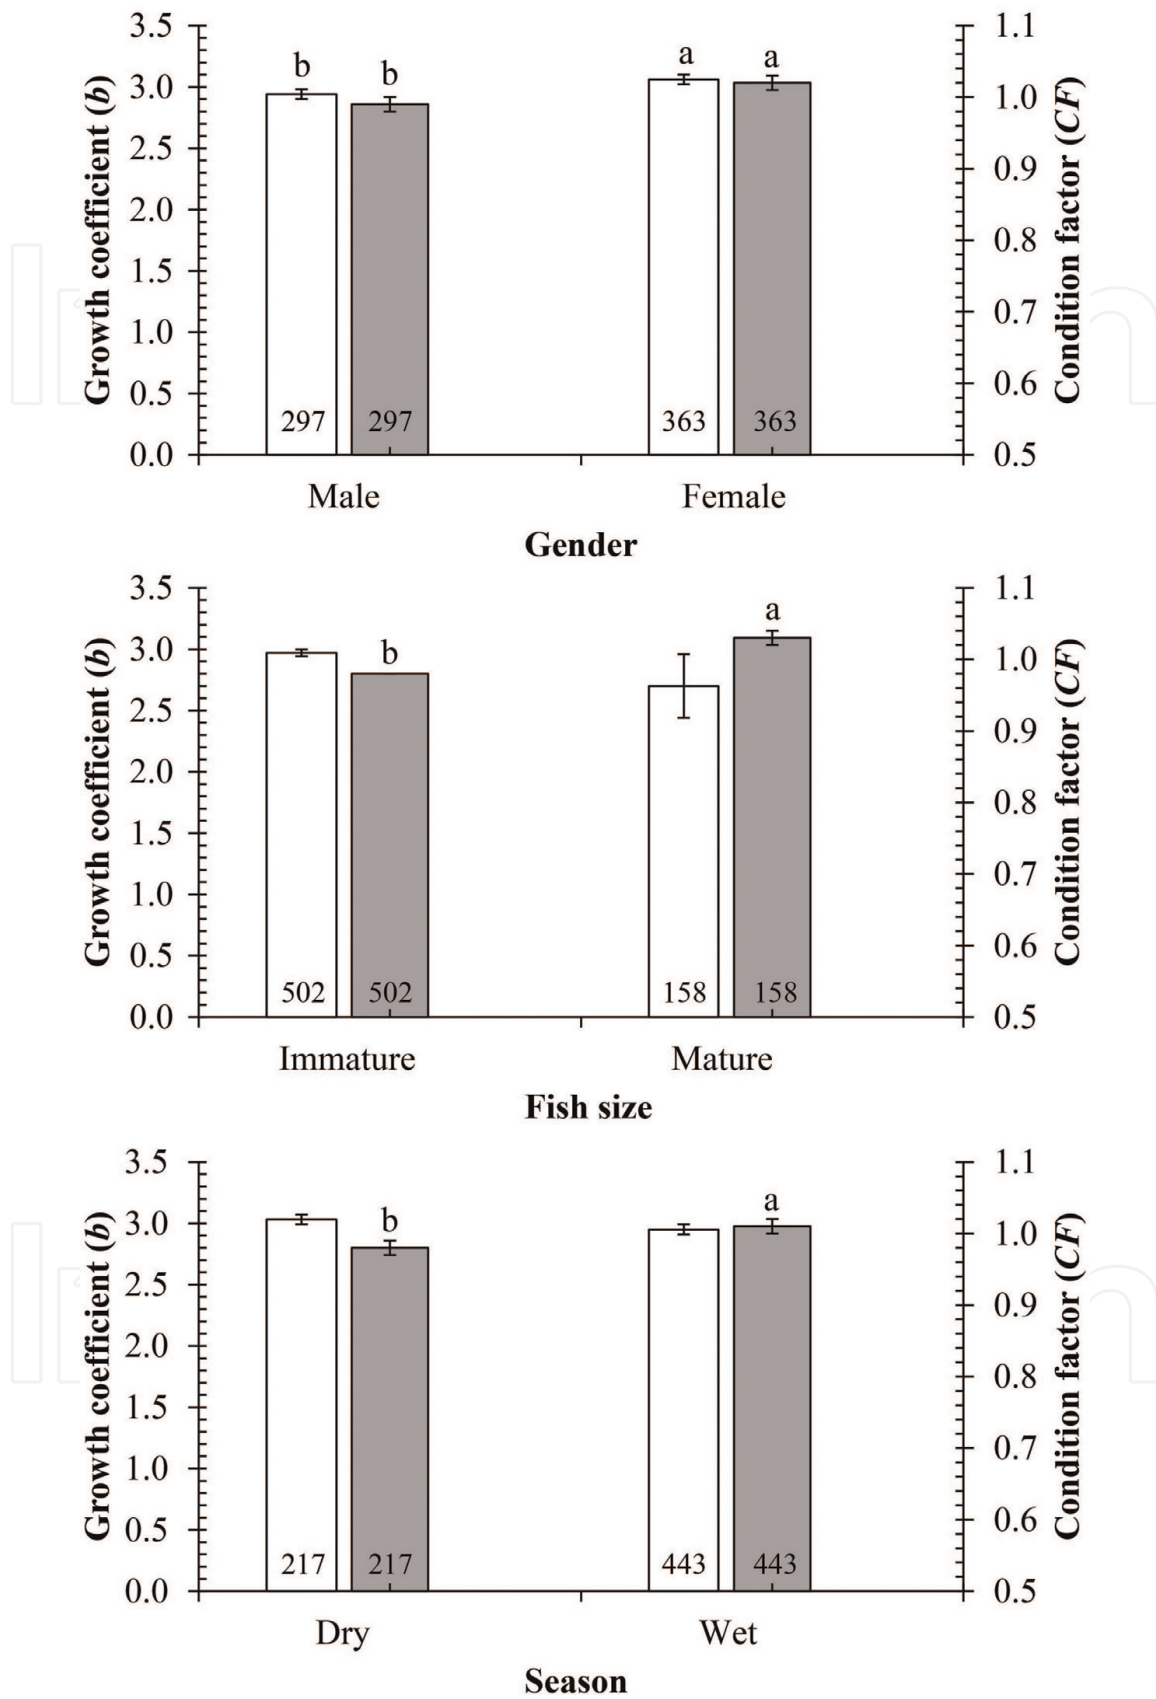 3.5
3.0
2.5
2.0
1.5
1.0
0.5
0.0
Growth coefficient (b)
b b a a
297 297 363 363
1.1
1.0
0.9
0.8
0.7
0.6
0.5
Condition factor (CF)
Male Female
Gender
3.5
3.0
2.5
2.0
1.5
1.0
0.5
0.0
Growth coefficient (b)
b a
502 502 158 158
1.1
1.0
0.9
0.8
0.7
0.6
0.5
Condition factor (CF)
Immature Mature
Fish size
3.5
3.0
2.5
2.0
1.5
1.0
0.5
0.0
Growth coefficient (b)
b a
217 217 443 443
1.1
1.0
0.9
0.8
0.7
0.6
0.5
Condition factor (CF)
Dry Wet
Season